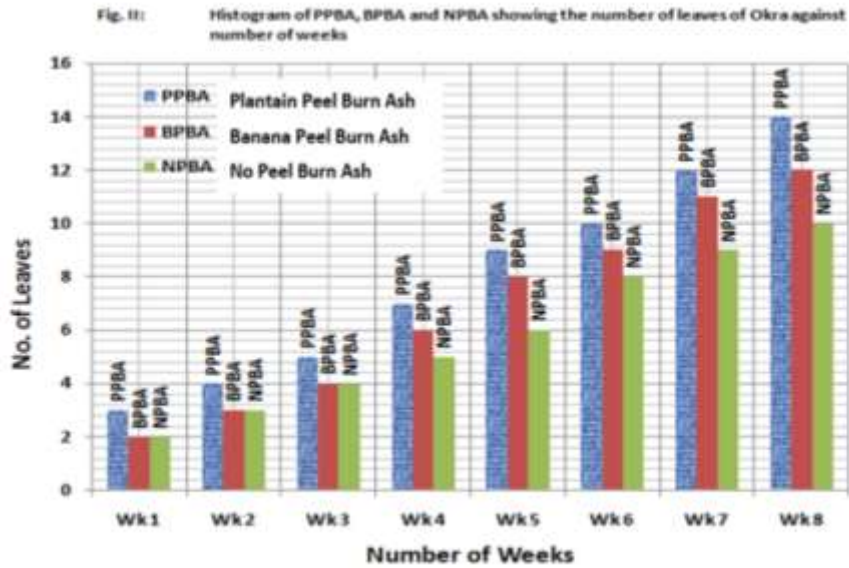 Fig. II: Histogram of PPBA, BPBA and NPBA showing the number of leaves of Okra against
number of weeks
16
14
12
10
8
6
4
2
0
No. of Leaves
PPBA Plantain Peel Burn Ash
BPBA Banana Peel Burn Ash
NPBA No Peel Burn Ash
PPBA
BPBA
NPBA
PPBA
BPBA
NPBA
PPBA
BPBA
NPBA
PPBA
BPBA
NPBA
PPBA
BPBA
NPBA
PPBA
BPBA
NPBA
PPBA
BPBA
NPBA
PPBA
BPBA
NPBA
Wk1 Wk2 Wk3 Wk4 Wk5 Wk6 Wk7 Wk8
Number of Weeks